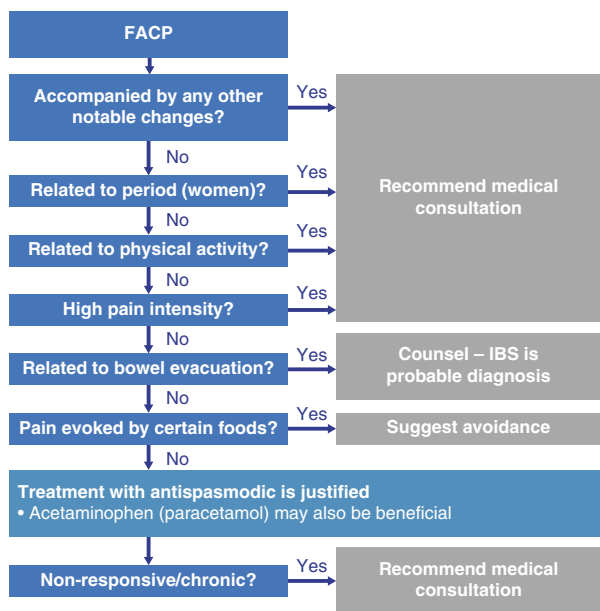 FACP
Accompanied by any other
notable changes?
Yes
No
Related to period (women)?
Yes
Recommend medical
consultation
No
Related to physical activity?
Yes
No
High pain intensity?
Yes
No
Related to bowel evacuation?
Yes
Counsel – IBS is
probable diagnosis
No
Pain evoked by certain foods?
Yes
Suggest avoidance
No
Treatment with antispasmodic is justified
• Acetaminophen (paracetamol) may also be beneficial
Non-responsive/chronic?
Yes
Recommend medical
consultation